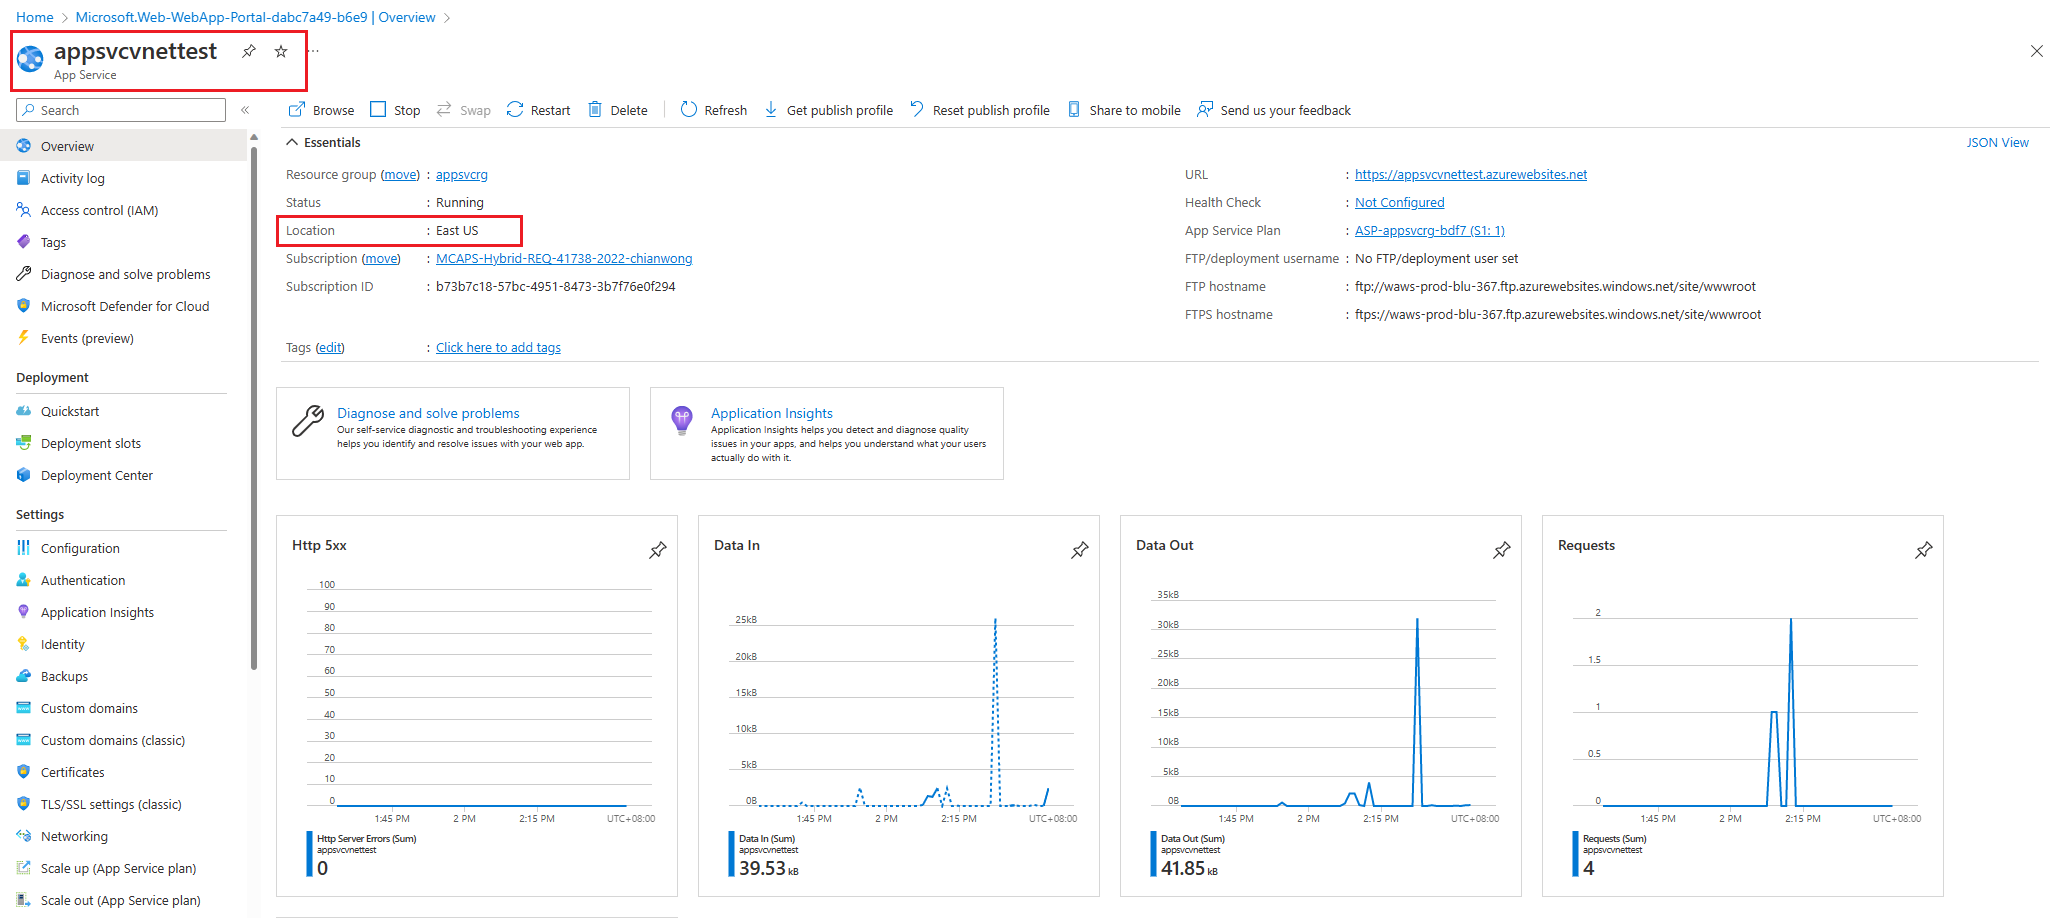 Home > Microsoft.Web-WebApp-Portal-dabc7a49-b6e9 | Overview >
appsvcvnettest
App Service
Search
Browse Stop Swap Restart Delete Refresh Get publish profile Reset publish profile Share to mobile Send us your feedback
Overview
Activity log
Access control (IAM)
Tags
Diagnose and solve problems
Microsoft Defender for Cloud
Events (preview)
Deployment
Quickstart
Deployment slots
Deployment Center
Settings
Configuration
Authentication
Application Insights
Identity
Backups
Custom domains
Custom domains (classic)
Certificates
TLS/SSL settings (classic)
Networking
Scale up (App Service plan)
Scale out (App Service plan)
Essentials
JSON View
Resource group (move) : appsvcrg
Status : Running
Location : East US
Subscription (move) : MCAPS-Hybrid-REQ-41738-2022-chianwong
Subscription ID : b73b7c18-57bc-4951-8473-3b7f76e0f294
Tags (edit) : Click here to add tags
URL : https://appsvcvnettest.azurewebsites.net
Health Check : Not Configured
App Service Plan : ASP-appsvcrg-bdf7 (S1: 1)
FTP/deployment username : No FTP/deployment user set
FTP hostname : ftp://waws-prod-blu-367.ftp.azurewebsites.windows.net/site/wwwroot
FTPS hostname : ftps://waws-prod-blu-367.ftp.azurewebsites.windows.net/site/wwwroot
Diagnose and solve problems
Our self-service diagnostic and troubleshooting experience
helps you identify and resolve issues with your web app.
Application Insights
Application Insights helps you detect and diagnose quality
issues in your apps, and helps you understand what your users
actually do with it.
Http 5xx
100
90
80
70
60
50
40
30
20
10
0
1:45 PM 2 PM 2:15 PM UTC+08:00
Http Server Errors (Sum)
appsvcvnettest
0
Data In
25kB
20kB
15kB
10kB
5kB
0B
1:45 PM 2 PM 2:15 PM UTC+08:00
Data In (Sum)
appsvcvnettest
39.53 kB
Data Out
35kB
30kB
25kB
20kB
15kB
10kB
5kB
0B
1:45 PM 2 PM 2:15 PM UTC+08:00
Data Out (Sum)
appsvcvnettest
41.85 kB
Requests
2
1.5
1
0.5
0
1:45 PM 2 PM 2:15 PM UTC+08:00
Requests (Sum)
appsvcvnettest
4